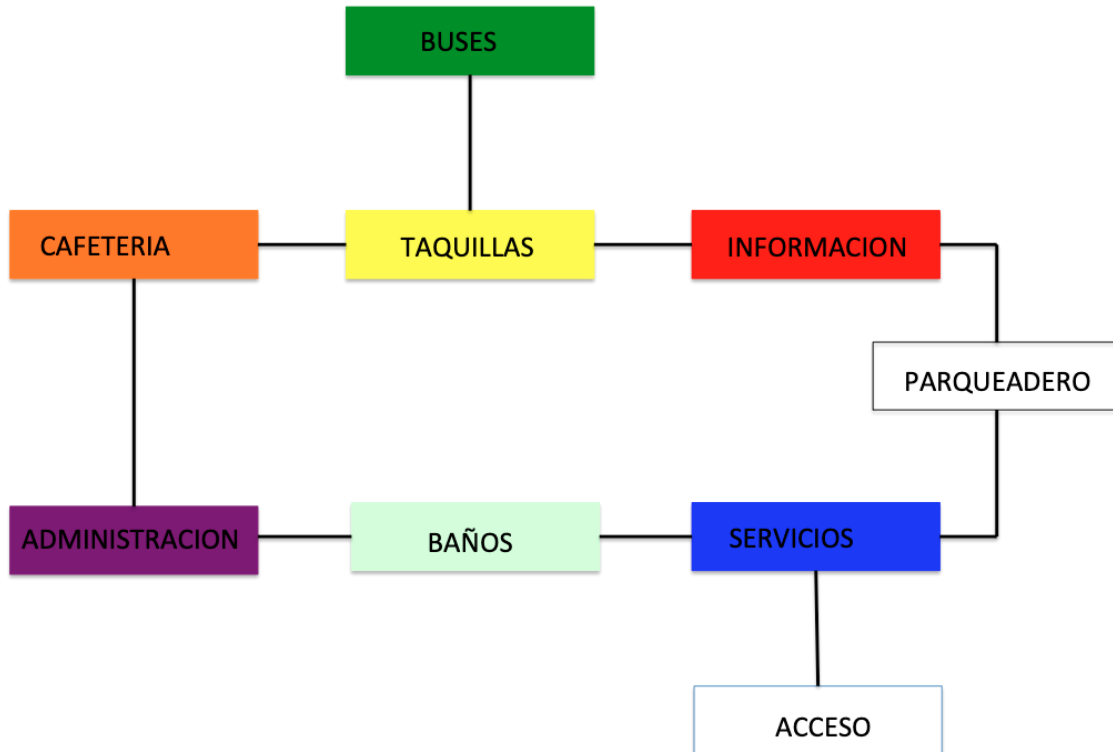 BUSES
CAFETERIA
TAQUILLAS
INFORMACION
PARQUEADERO
ADMINISTRACION
BAÑOS
SERVICIOS
ACCESO